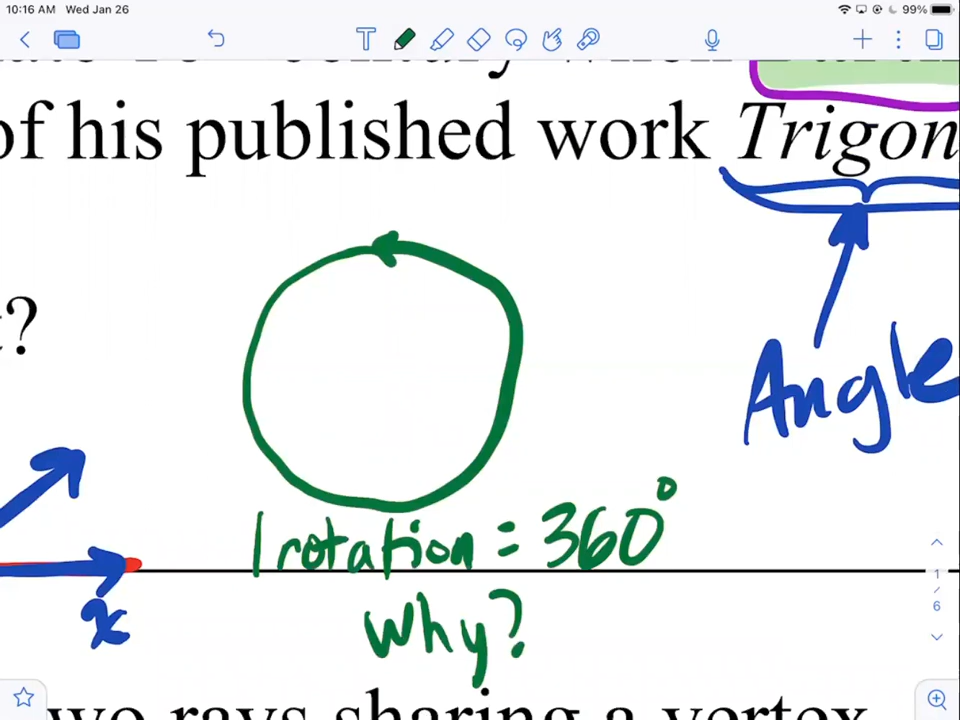 10:16 AM Wed Jan 26
99%
of his published work Trigon
?
Angle
1 rotation = 360°
x
Why?
1
/
6
two rays sharing a vertex